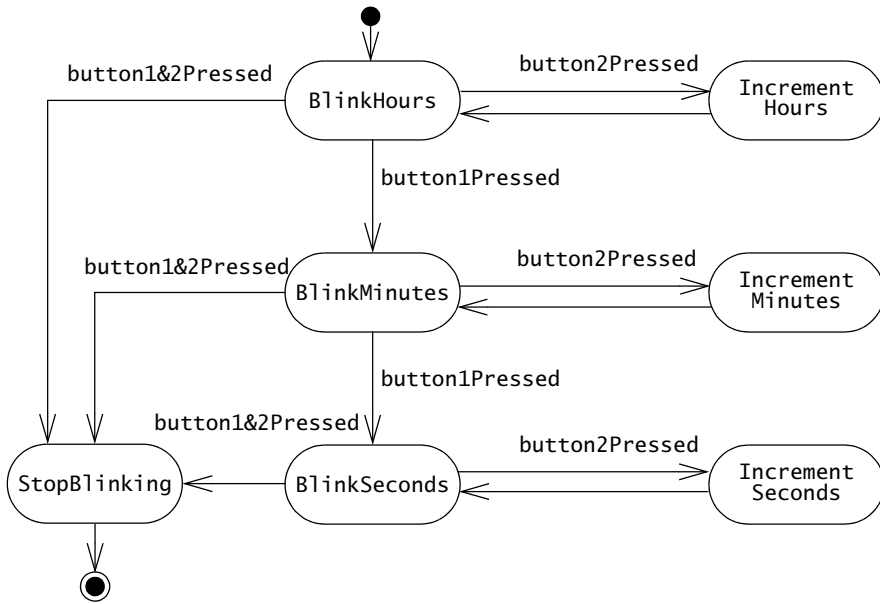 button1&2Pressed
button2Pressed
BlinkHours
Increment
Hours
button1Pressed
button1&2Pressed
button2Pressed
BlinkMinutes
Increment
Minutes
button1Pressed
button1&2Pressed
button2Pressed
StopBlinking
BlinkSeconds
Increment
Seconds